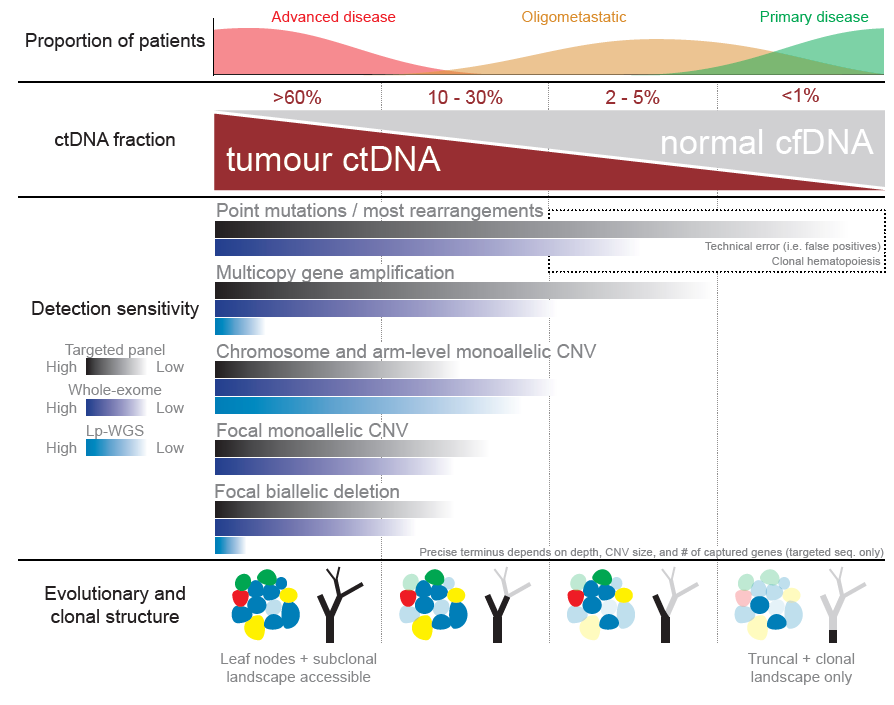 Advanced disease
Oligometastatic
Primary disease
Proportion of patients
>60%
10 - 30%
2 - 5%
<1%
ctDNA fraction
tumour ctDNA
normal cfDNA
Point mutations / most rearrangements
Technical error (i.e. false positives)
Clonal hematopoiesis
Multicopy gene amplification
Detection sensitivity
Targeted panel
High Low
Whole-exome
High Low
Lp-WGS
High Low
Chromosome and arm-level monoallelic CNV
Focal monoallelic CNV
Focal biallelic deletion
Precise terminus depends on depth, CNV size, and # of captured genes (targeted seq. only)
Evolutionary and
clonal structure
Leaf nodes + subclonal
landscape accessible
Truncal + clonal
landscape only